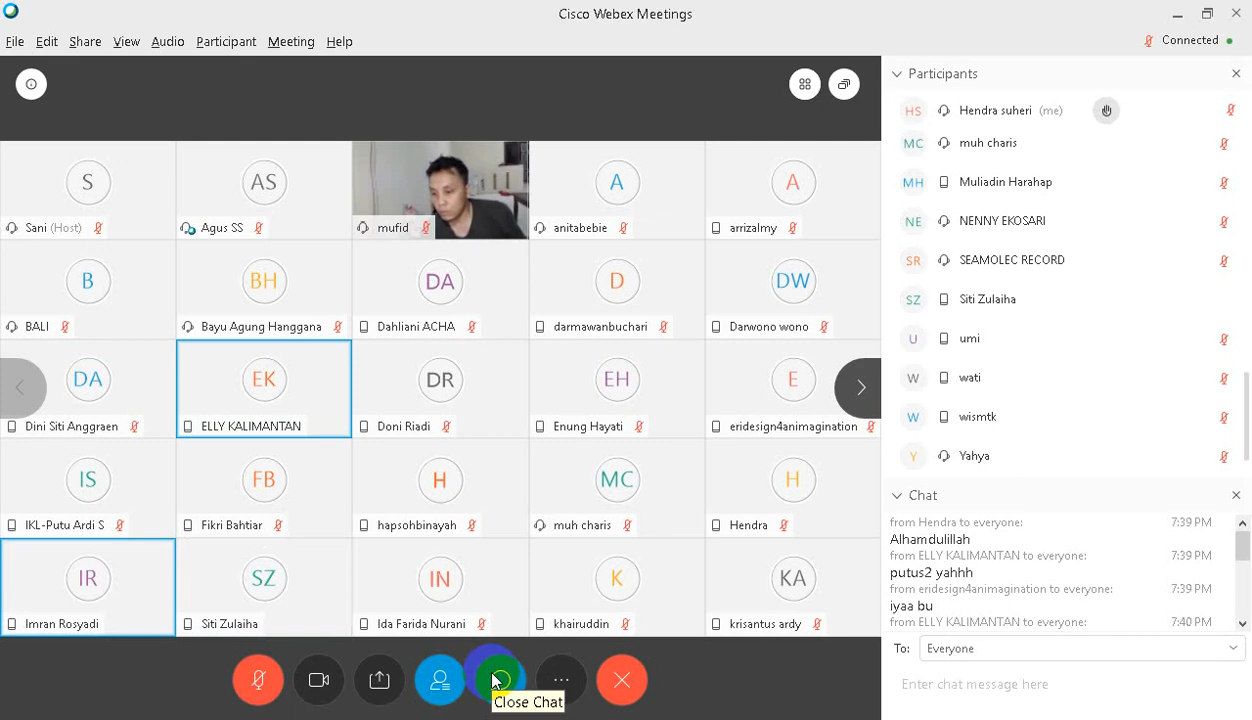 Cisco Webex Meetings
File Edit Share View Audio Participant Meeting Help
Connected
S AS A A
Sani (Host) Agus SS mufid anitabebie arrizalmy
B BH DA D DW
BALI Bayu Agung Hanggana Dahliani ACHA darmawanbuchari Darwono wono
DA EK DR EH E
Dini Siti Anggraen ELLY KALIMANTAN Doni Riadi Enung Hayati eridesign4animagination
IS FB H MC H
IKL-Putu Ardi S Fikri Bahtiar hapsohbinayah muh charis Hendra
IR SZ IN K KA
Imran Rosyadi Siti Zulaiha Ida Farida Nurani khairuddin krisantus ardy
Close Chat
Participants
HS Hendra suheri (me)
MC muh charis
MH Muliadin Harahap
NE NENNY EKOSARI
SR SEAMOLEC RECORD
SZ Siti Zulaiha
U umi
W wati
W wismtk
Y Yahya
Chat
from Hendra to everyone: 7:39 PM
Alhamdulillah
from ELLY KALIMANTAN to everyone: 7:39 PM
putus2 yahhh
from eridesign4animagination to everyone: 7:39 PM
iyaa bu
from ELLY KALIMANTAN to everyone: 7:40 PM
To: Everyone
Enter chat message here